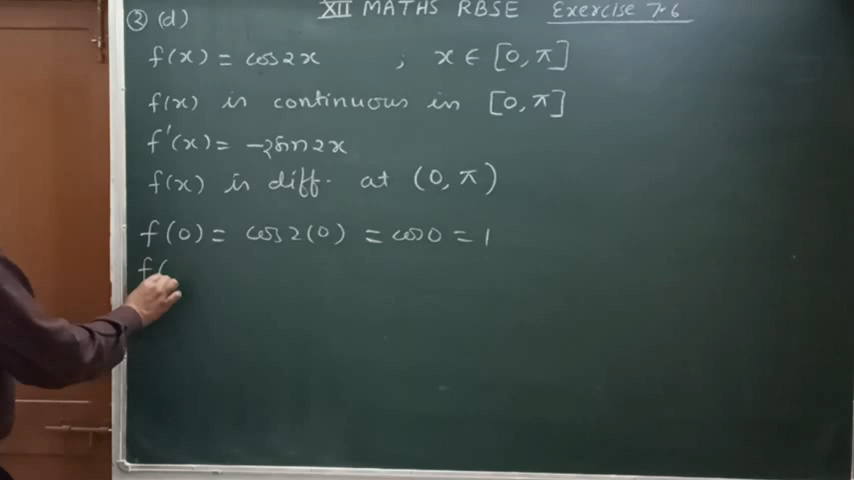 XII MATHS RBSE Exercise 7.6
③ (d)
f(x) = cos2x ; x ∈ [0, π]
f(x) is continuous in [0, π]
f'(x) = -2sin2x
f(x) is diff. at (0, π)
f(0) = cos2(0) = cos0 = 1
f(